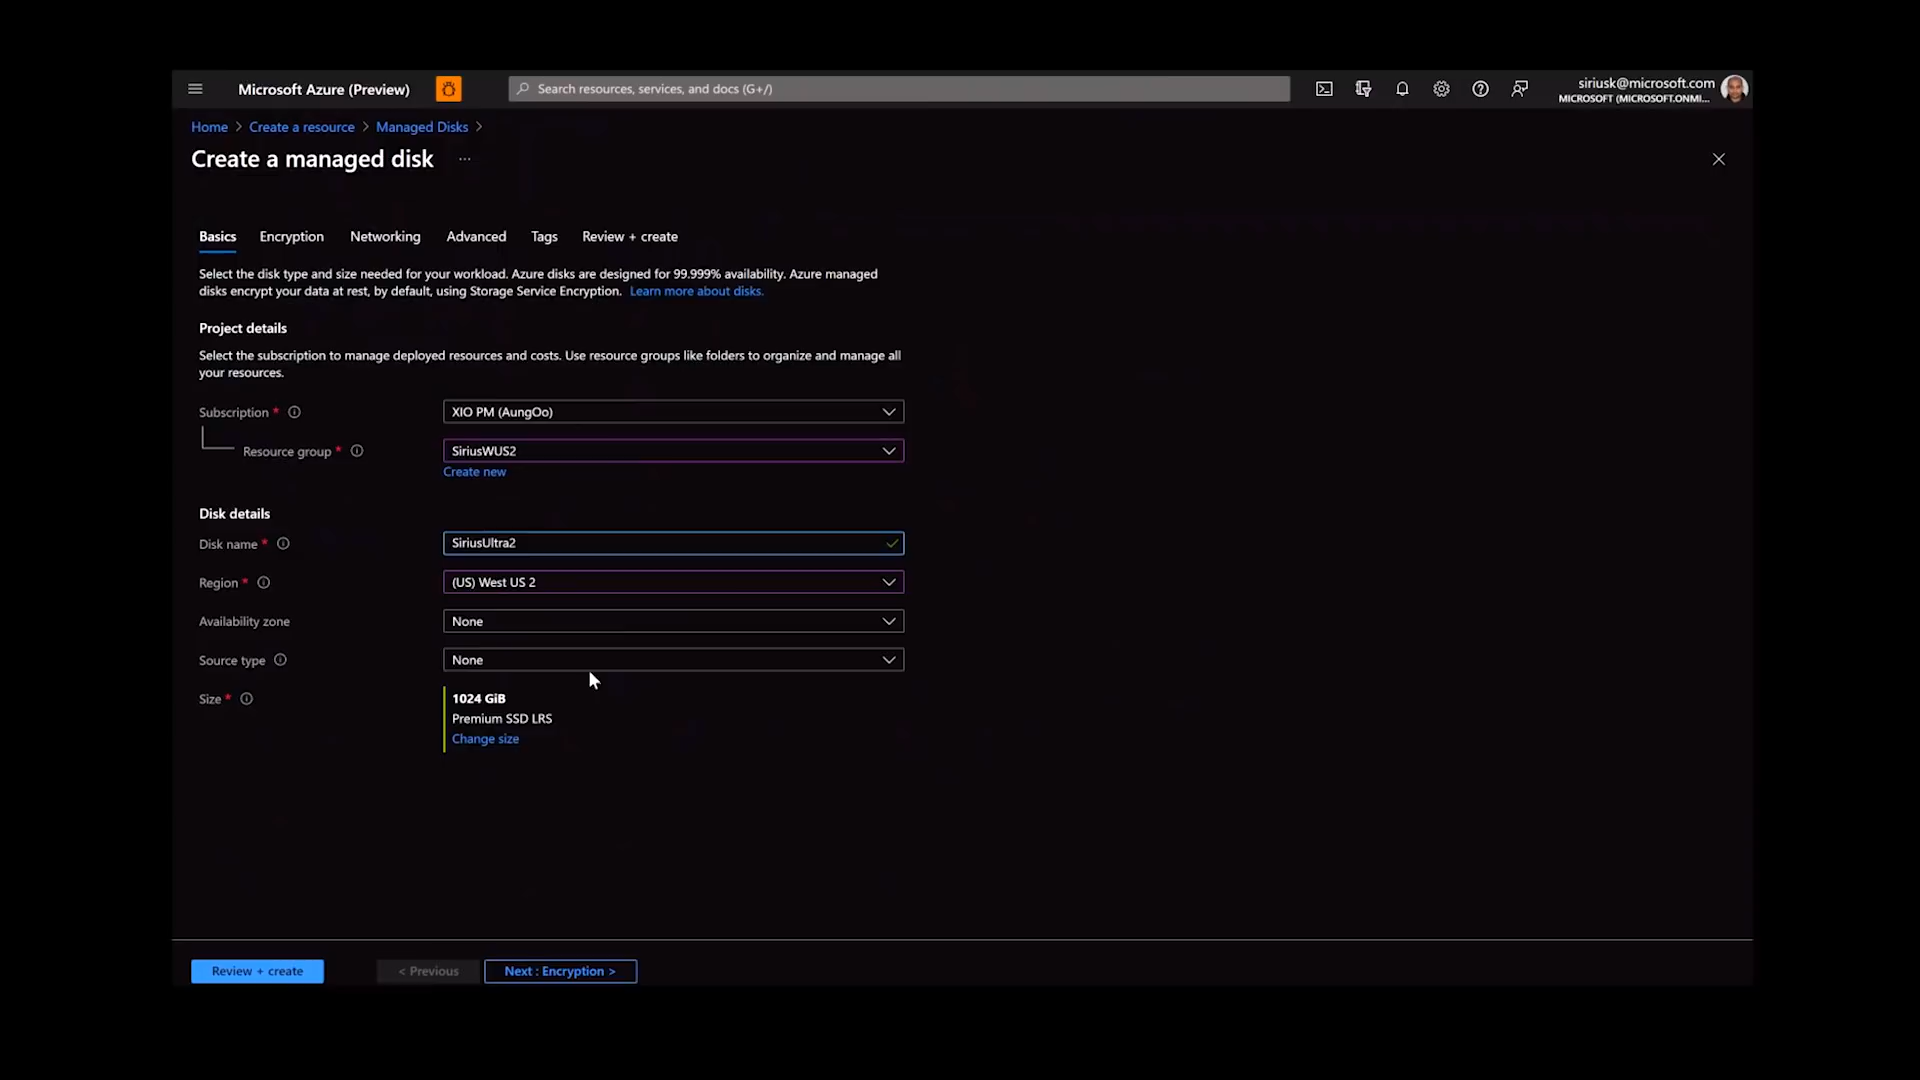 Microsoft Azure (Preview)
Search resources, services, and docs (G+/)
siriusk@microsoft.com
MICROSOFT (MICROSOFT.ONMI...
Home > Create a resource > Managed Disks >
Create a managed disk ...
Basics Encryption Networking Advanced Tags Review + create
Select the disk type and size needed for your workload. Azure disks are designed for 99.999% availability. Azure managed
disks encrypt your data at rest, by default, using Storage Service Encryption. Learn more about disks.
Project details
Select the subscription to manage deployed resources and costs. Use resource groups like folders to organize and manage all
your resources.
Subscription * XIO PM (AungOo)
Resource group * SiriusWUS2
Create new
Disk details
Disk name * SiriusUltra2
Region * (US) West US 2
Availability zone None
Source type None
Size * 1024 GiB
Premium SSD LRS
Change size
Review + create < Previous Next : Encryption >